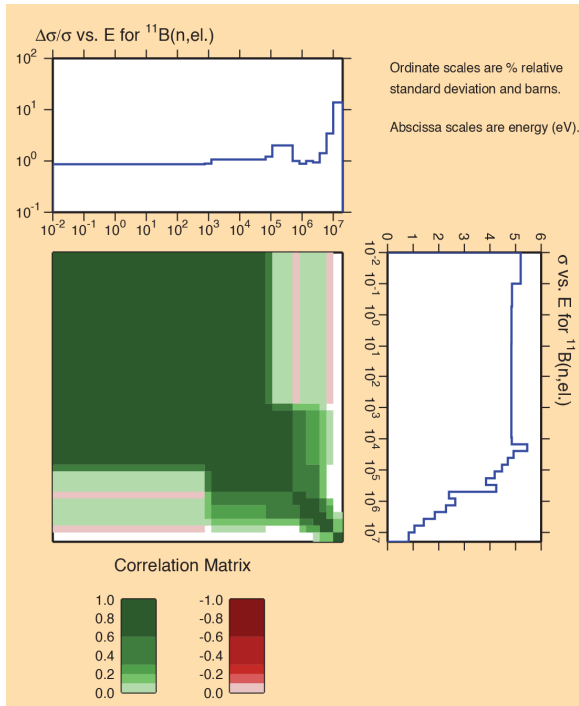 Δσ/σ vs. E for ¹¹B(n,el.)
10² 10¹ 10⁰ 10⁻¹
10⁻² 10⁻¹ 10⁰ 10¹ 10² 10³ 10⁴ 10⁵ 10⁶ 10⁷
Ordinate scales are % relative
standard deviation and barns.
Abscissa scales are energy (eV).
0 1 2 3 4 5 6
10⁻² 10⁻¹ 10⁰ 10¹ 10² 10³ 10⁴ 10⁵ 10⁶ 10⁷
σ vs. E for ¹¹B(n,el.)
Correlation Matrix
1.0 -1.0
0.8 -0.8
0.6 -0.6
0.4 -0.4
0.2 -0.2
0.0 0.0